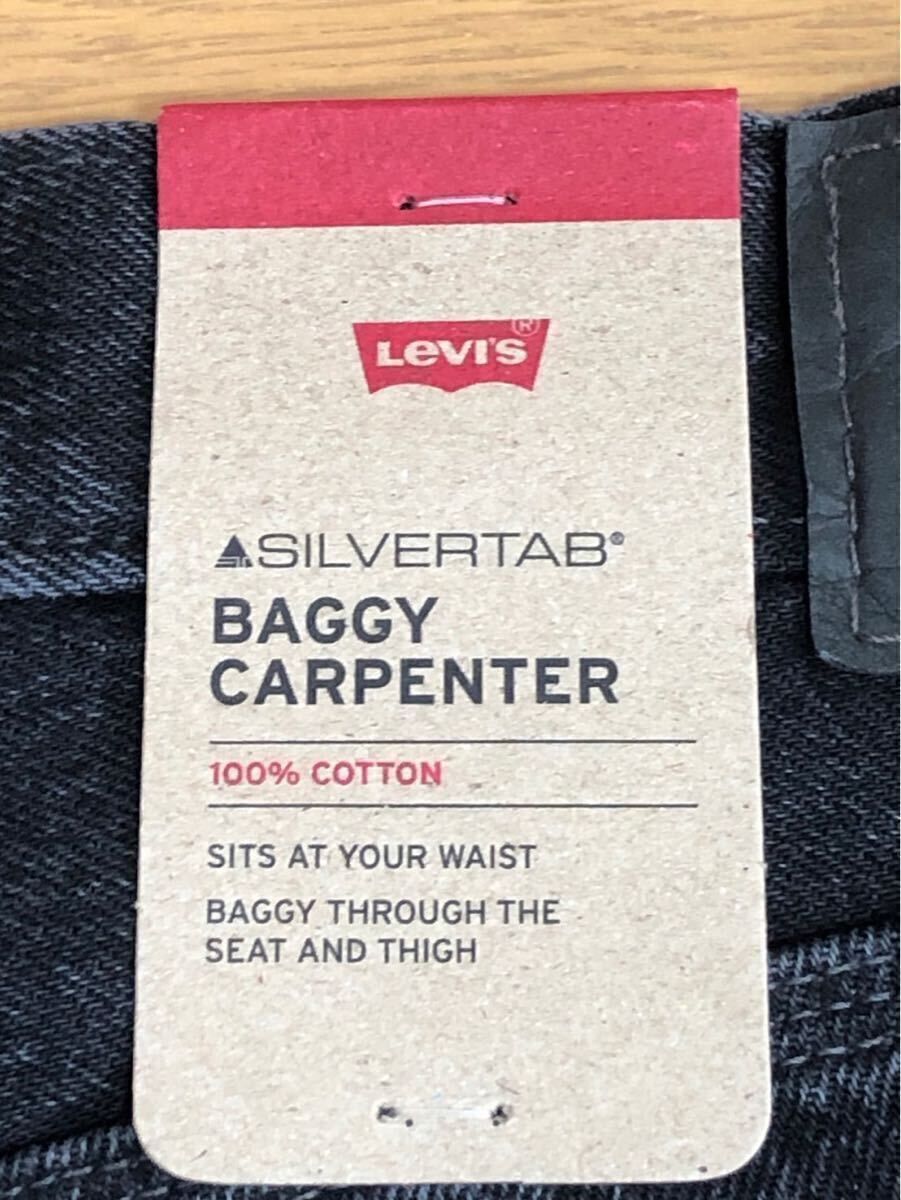 LEVI'S®
SILVERTAB®
BAGGY
CARPENTER
100% COTTON
SITS AT YOUR WAIST
BAGGY THROUGH THE
SEAT AND THIGH